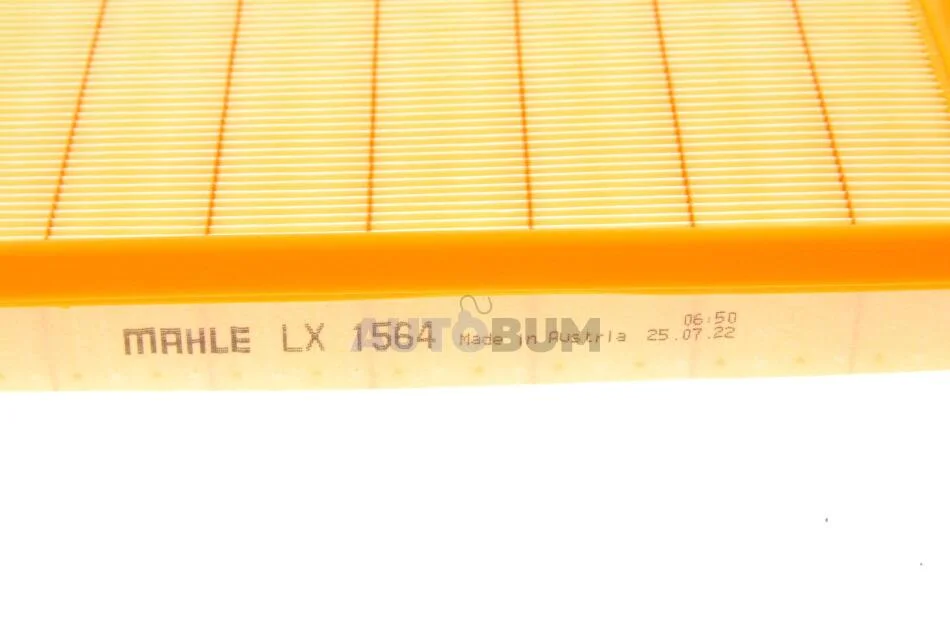 06:50
MAHLE LX 1564 Made in Austria 25.07.22
AUTOBUM